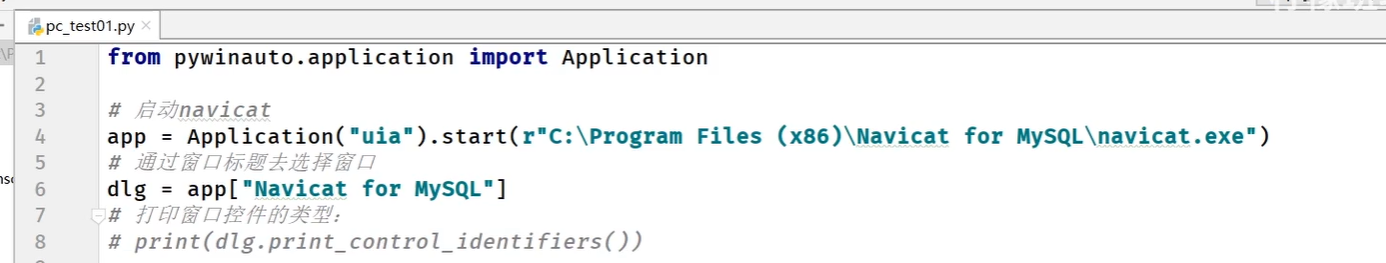 pc_test01.py
1 from pywinauto.application import Application
2
3 # 启动navicat
4 app = Application("uia").start(r"C:\Program Files (x86)\Navicat for MySQL\navicat.exe")
5 # 通过窗口标题去选择窗口
6 dlg = app["Navicat for MySQL"]
7 # 打印窗口控件的类型:
8 # print(dlg.print_control_identifiers())